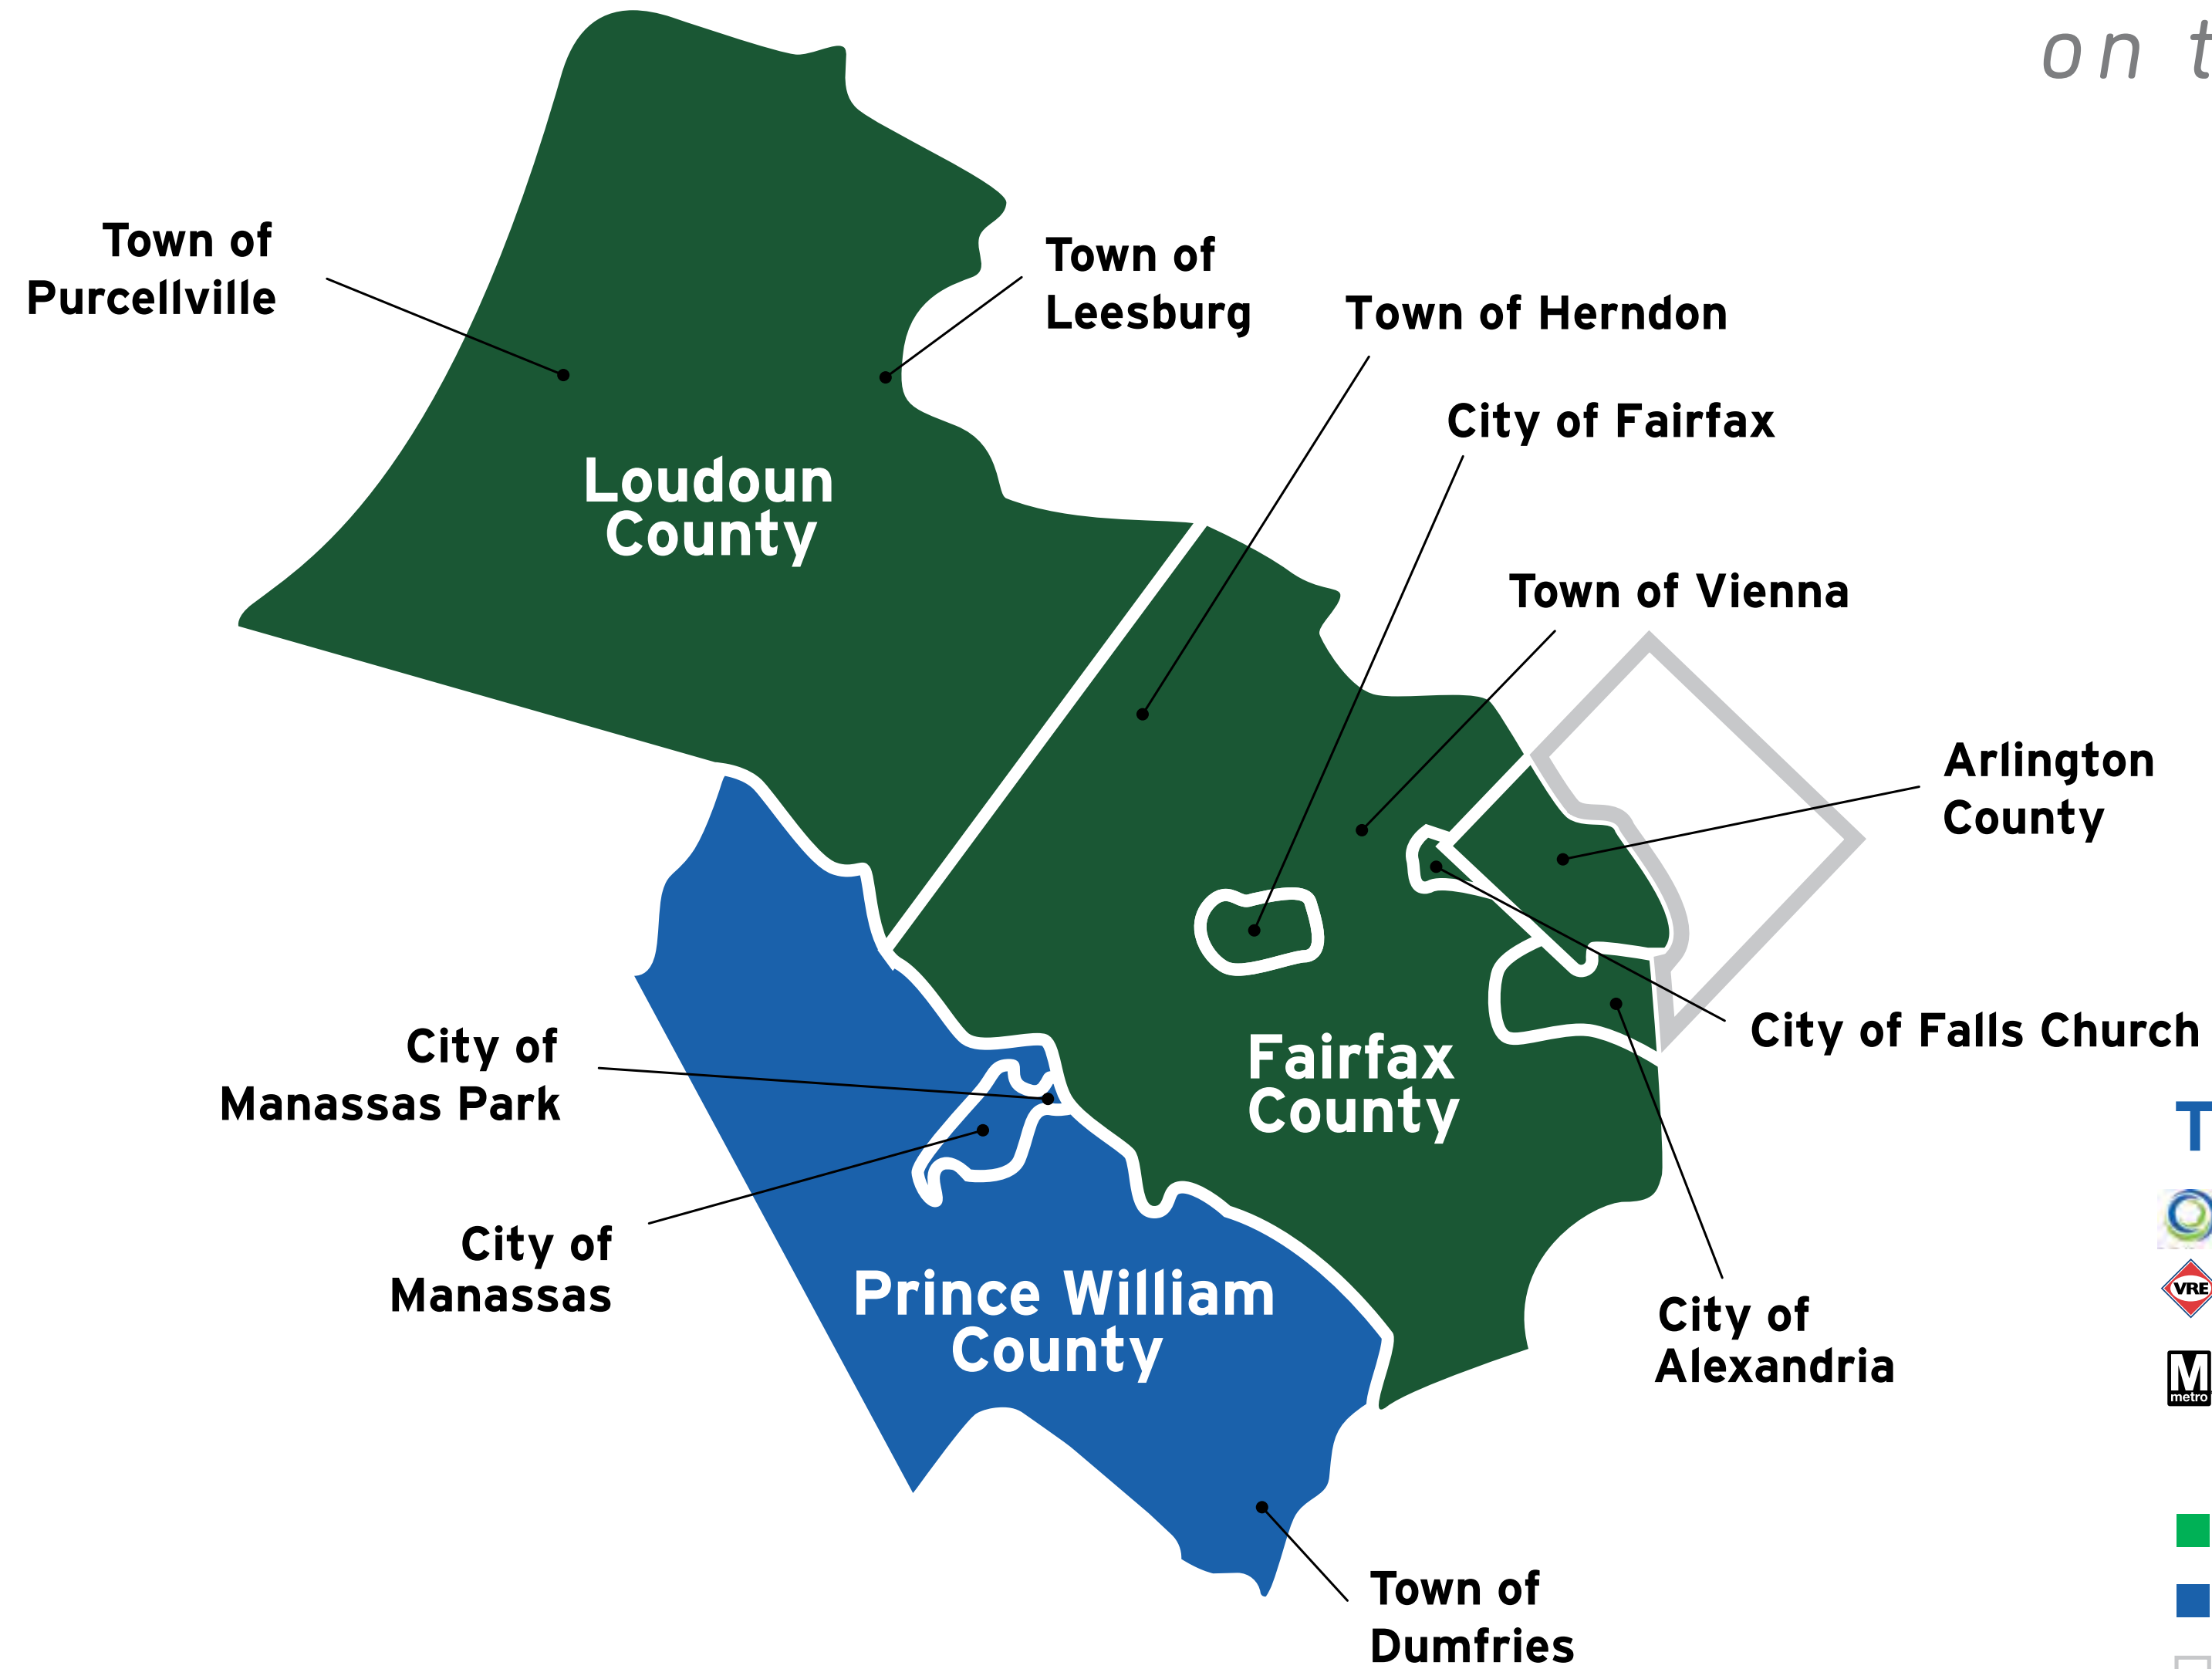 on t
Town of
Purcellville
Town of
Leesburg
Town of Herndon
City of Fairfax
Loudoun
County
Town of Vienna
Arlington
County
City of Falls Church
City of
Manassas Park
Fairfax
County
T
City of
Manassas
VRE
Prince William
County
City of
Alexandria
M
metro
Town of
Dumfries